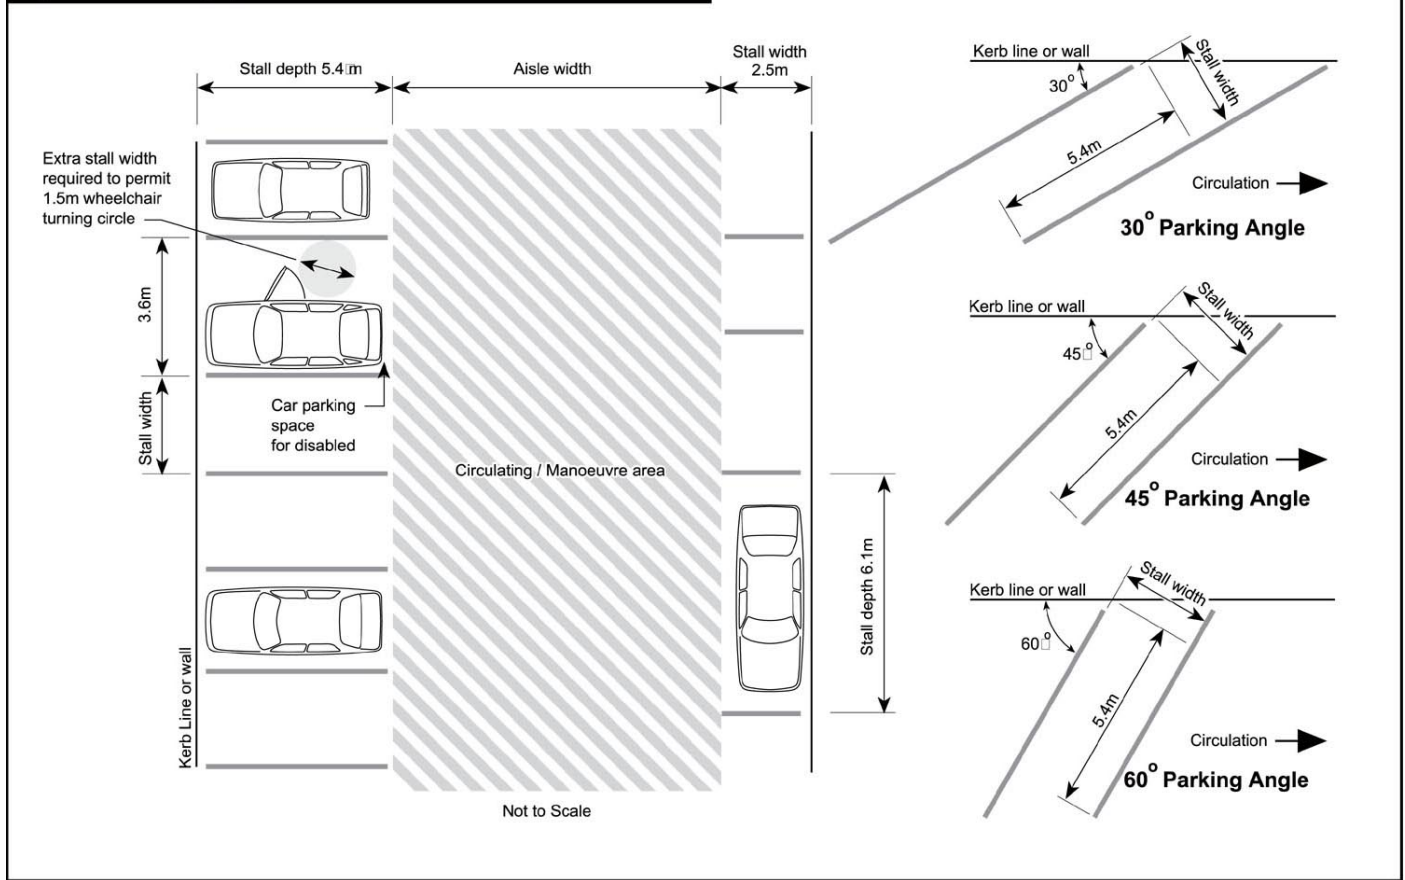 Stall depth 5.4□m
Aisle width
Stall width
2.5m
Extra stall width
required to permit
1.5m wheelchair
turning circle
3.6m
Stall width
Car parking
space
for disabled
Circulating / Manoeuvre area
Stall depth 6.1m
Kerb Line or wall
Not to Scale
Kerb line or wall
30°
Stall width
5.4m
Circulation
30° Parking Angle
Kerb line or wall
45□°
Stall width
5.4m
Circulation
45° Parking Angle
Kerb line or wall
60□°
Stall width
5.4m
Circulation
60° Parking Angle